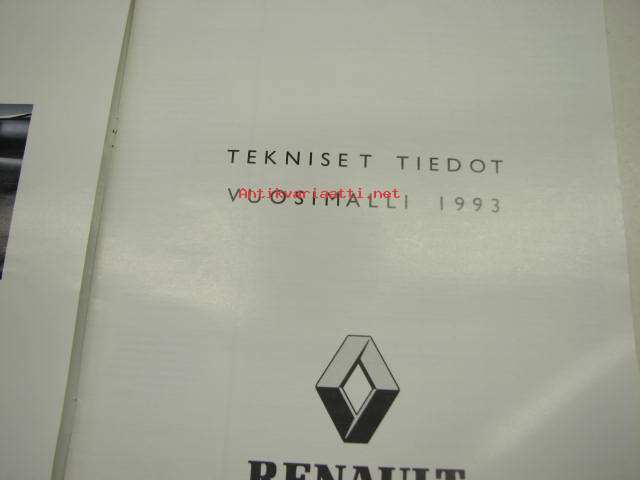 TEKNISET TIEDOT
Antikvariaatti.net
VUOSIMALLI 1993
RENAULT